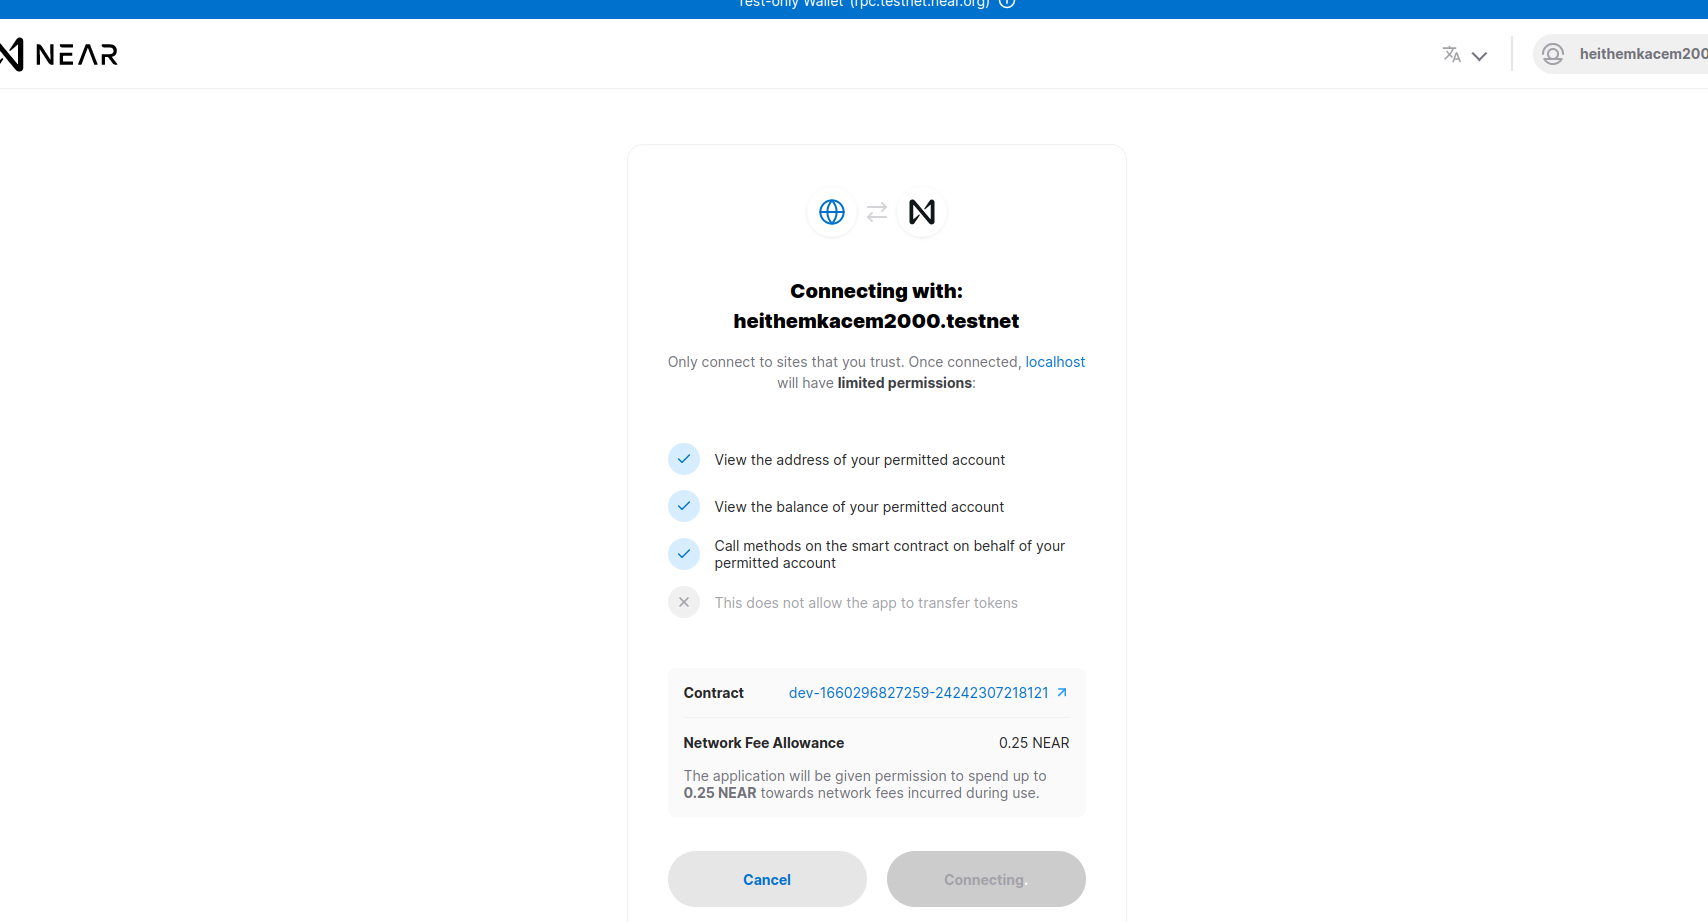 Test-only Wallet (rpc.testnet.near.org)
NEAR
heithemkacem200
Connecting with:
heithemkacem2000.testnet
Only connect to sites that you trust. Once connected, localhost
will have limited permissions:
View the address of your permitted account
View the balance of your permitted account
Call methods on the smart contract on behalf of your
permitted account
This does not allow the app to transfer tokens
Contract dev-1660296827259-24242307218121
Network Fee Allowance 0.25 NEAR
The application will be given permission to spend up to
0.25 NEAR towards network fees incurred during use.
Cancel Connecting.